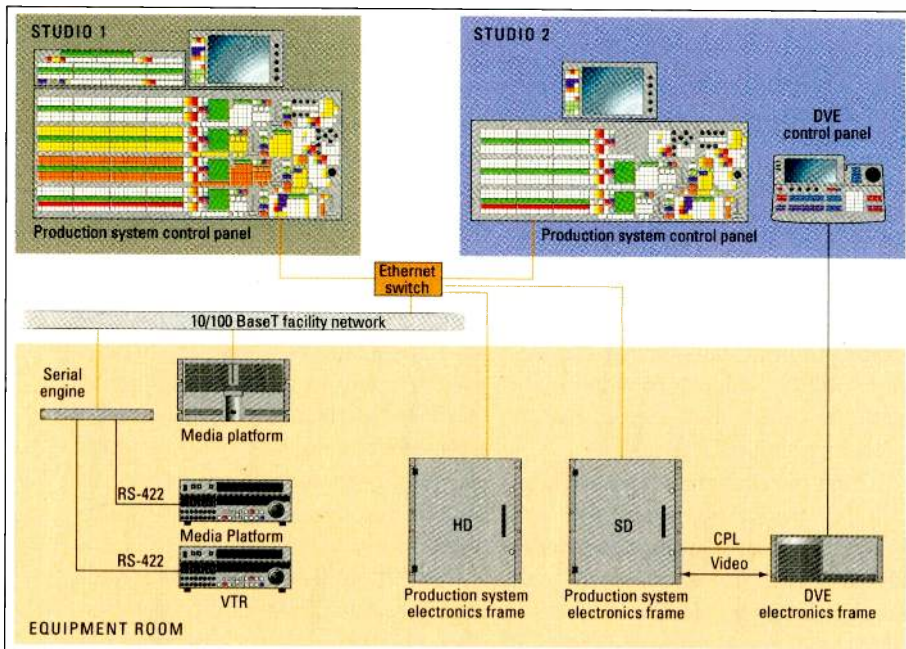 STUDIO 1
Production system control panel
STUDIO 2
DVE
control panel
Production system control panel
Ethernet
switch
10/100 BaseT facility network
Serial
engine
Media platform
RS-422
Media Platform
RS-422
VTR
HD
Production system
electronics frame
SD
Production system
electronics frame
CPL
Video
DVE
electronics frame
EQUIPMENT ROOM